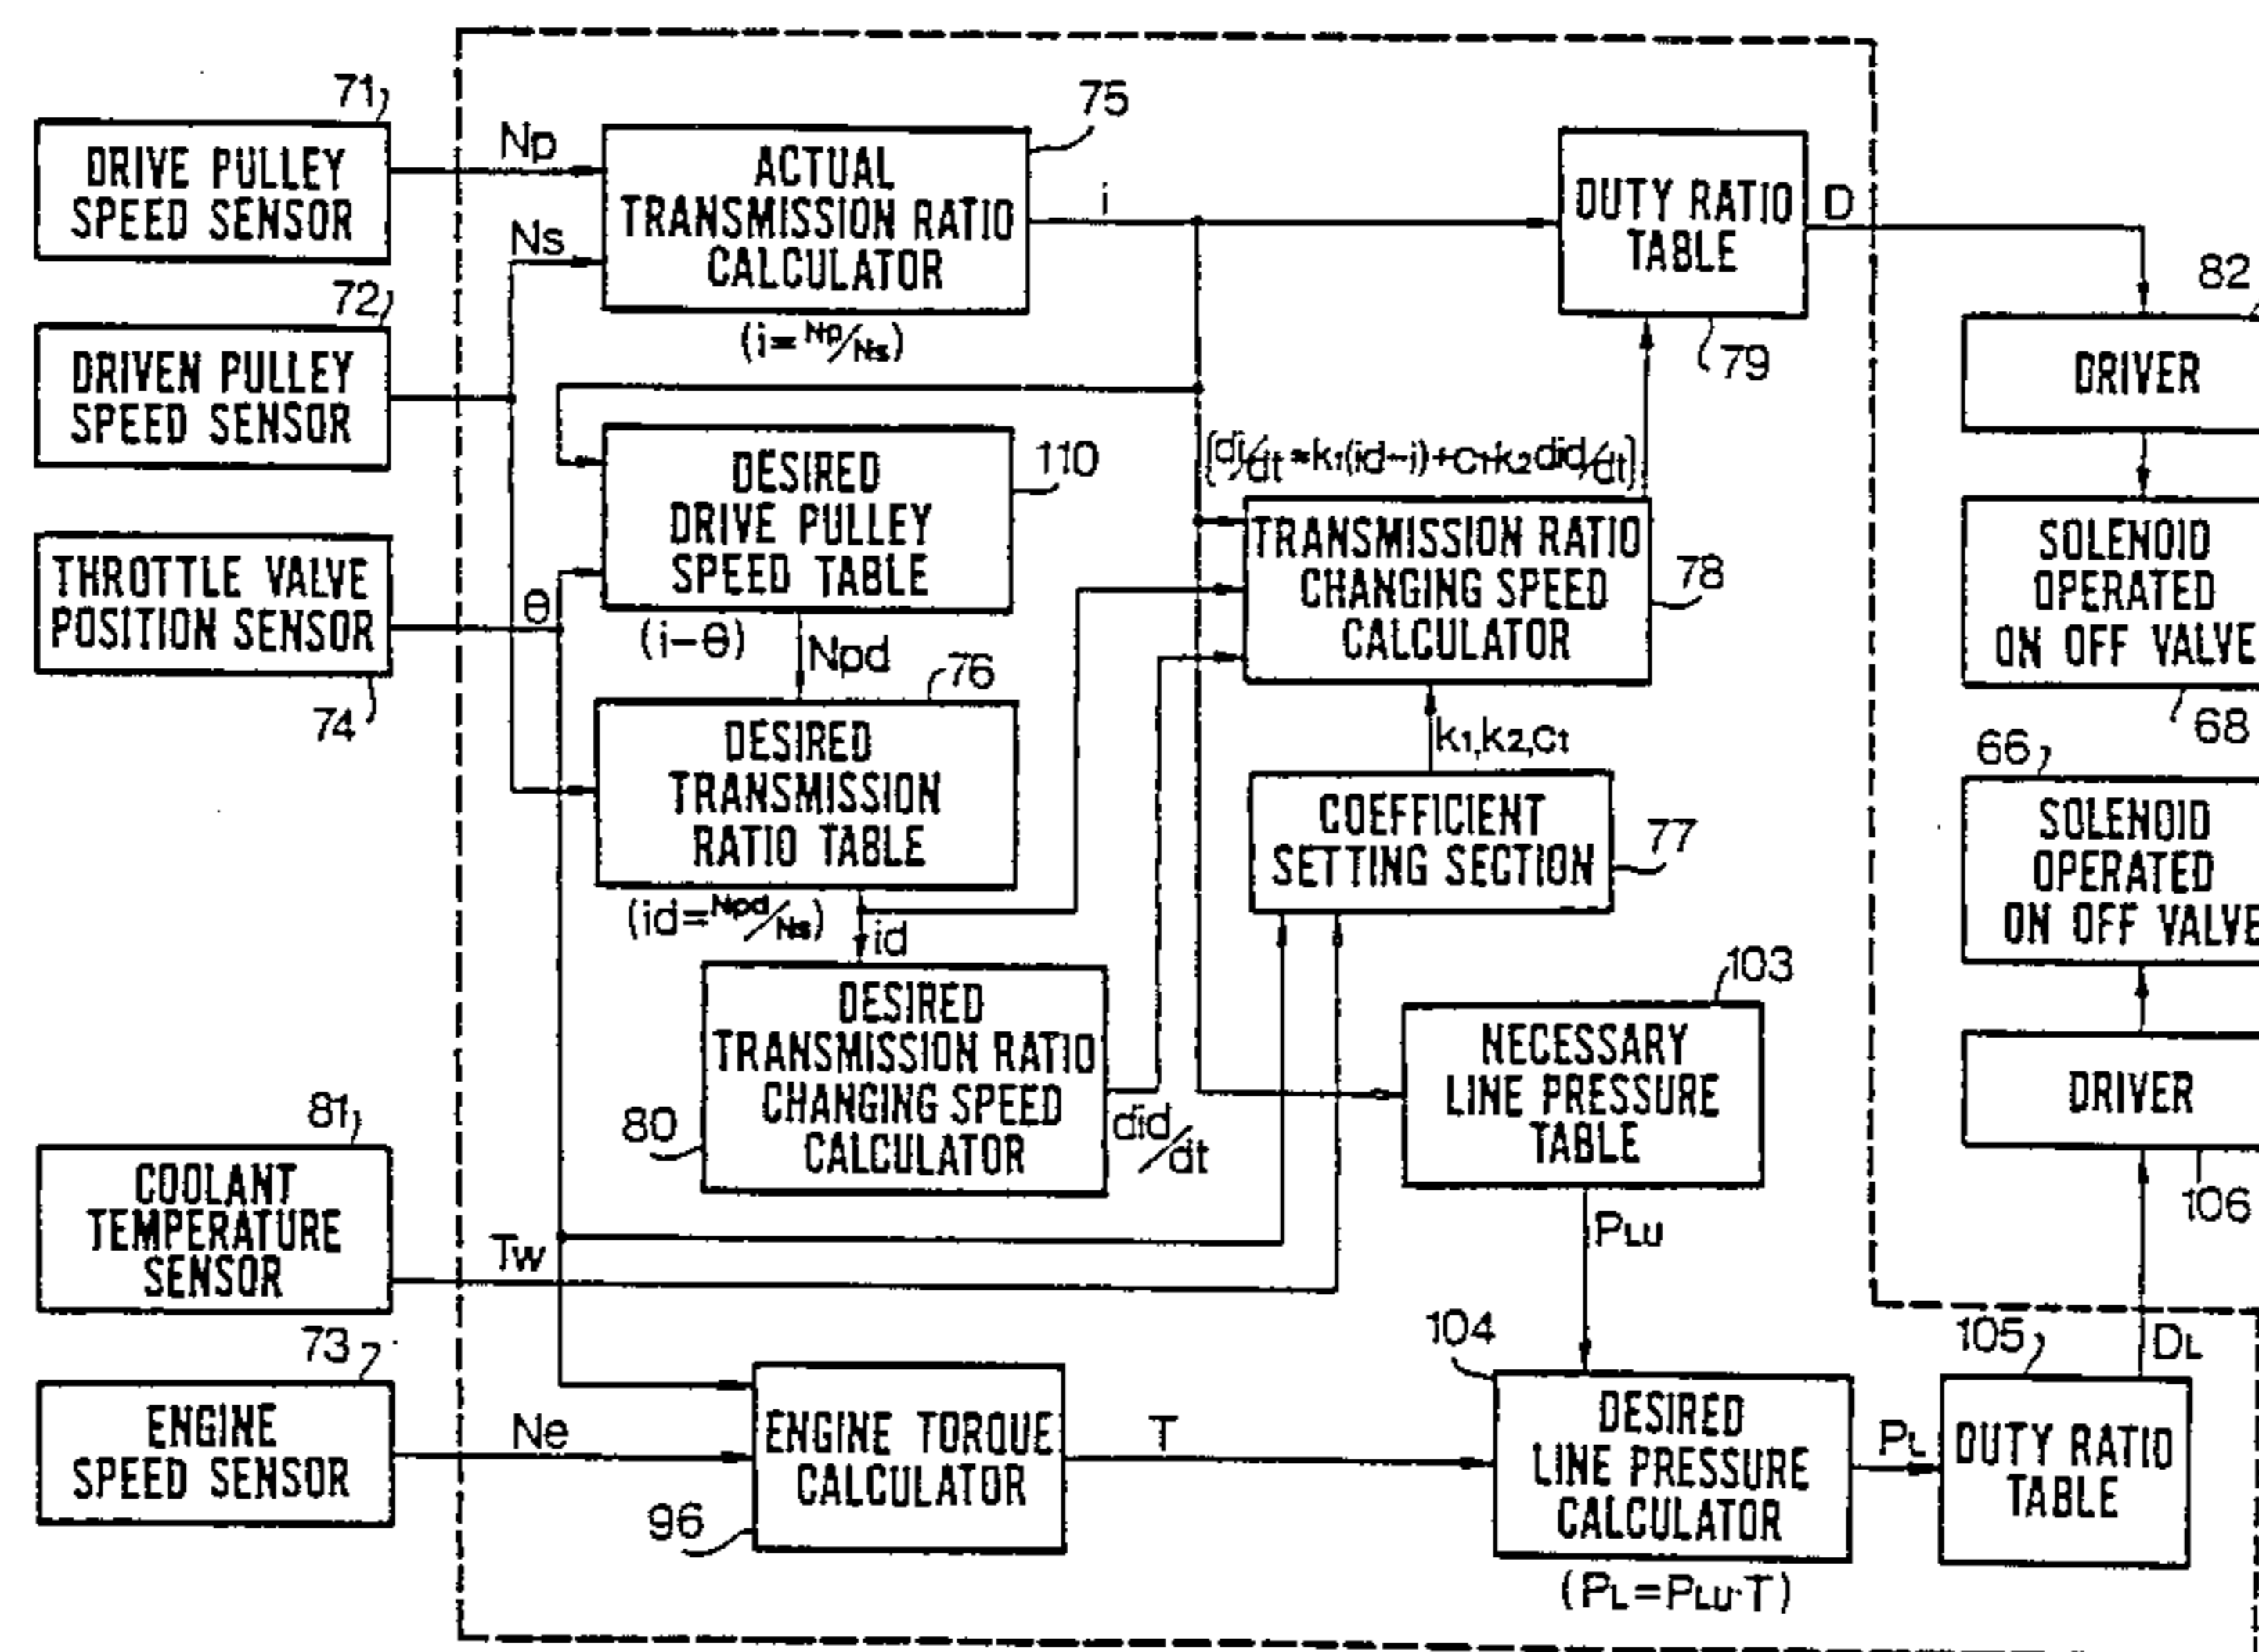 71
DRIVE PULLEY
SPEED SENSOR
72
DRIVEN PULLEY
SPEED SENSOR
THROTTLE VALVE
POSITION SENSOR
74
81
COOLANT
TEMPERATURE
SENSOR
73
ENGINE
SPEED SENSOR
Np
Ns
θ
Tw
Ne
75
ACTUAL
TRANSMISSION RATIO
CALCULATOR
(i=Np/Ns)
i
110
DESIRED
DRIVE PULLEY
SPEED TABLE
(i-θ)
Npd
76
DESIRED
TRANSMISSION
RATIO TABLE
(id=Npd/Ns)
id
DESIRED
TRANSMISSION RATIO
CHANGING SPEED
CALCULATOR
80
did/dt
DUTY RATIO
TABLE
79
D
[di/dt=k1(id-i)+c1+k2 did/dt]
TRANSMISSION RATIO
CHANGING SPEED
CALCULATOR
78
k1,k2,c1
COEFFICIENT
SETTING SECTION
77
103
NECESSARY
LINE PRESSURE
TABLE
PLU
ENGINE TORQUE
CALCULATOR
96
T
104
DESIRED
LINE PRESSURE
CALCULATOR
(PL=PLU·T)
PL
105
DUTY RATIO
TABLE
DL
82
DRIVER
SOLENOID
OPERATED
ON OFF VALVE
68
66
SOLENOID
OPERATED
ON OFF VALVE
DRIVER
106